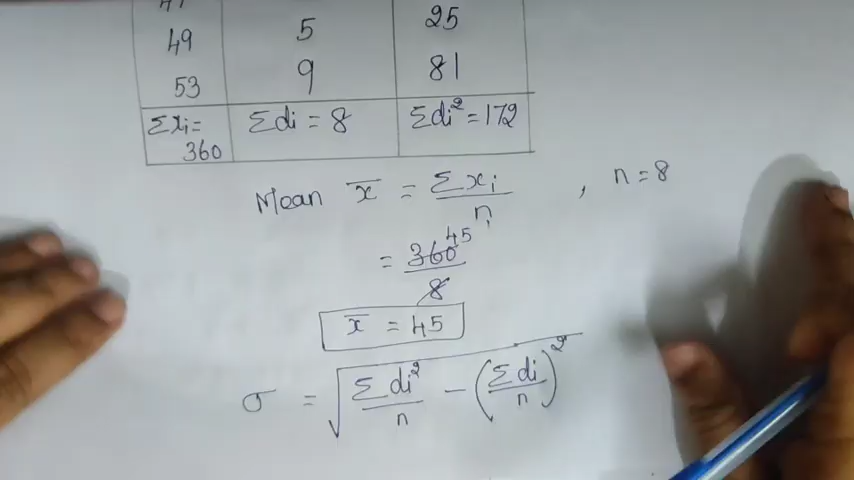 49 5 25
53 9 81
Σxi= 360 Σdi = 8 Σdi² = 172
Mean x̄ = Σxi/n , n = 8
= 360/8 45
x̄ = 45
σ = √(Σdi²/n − (Σdi/n)²)